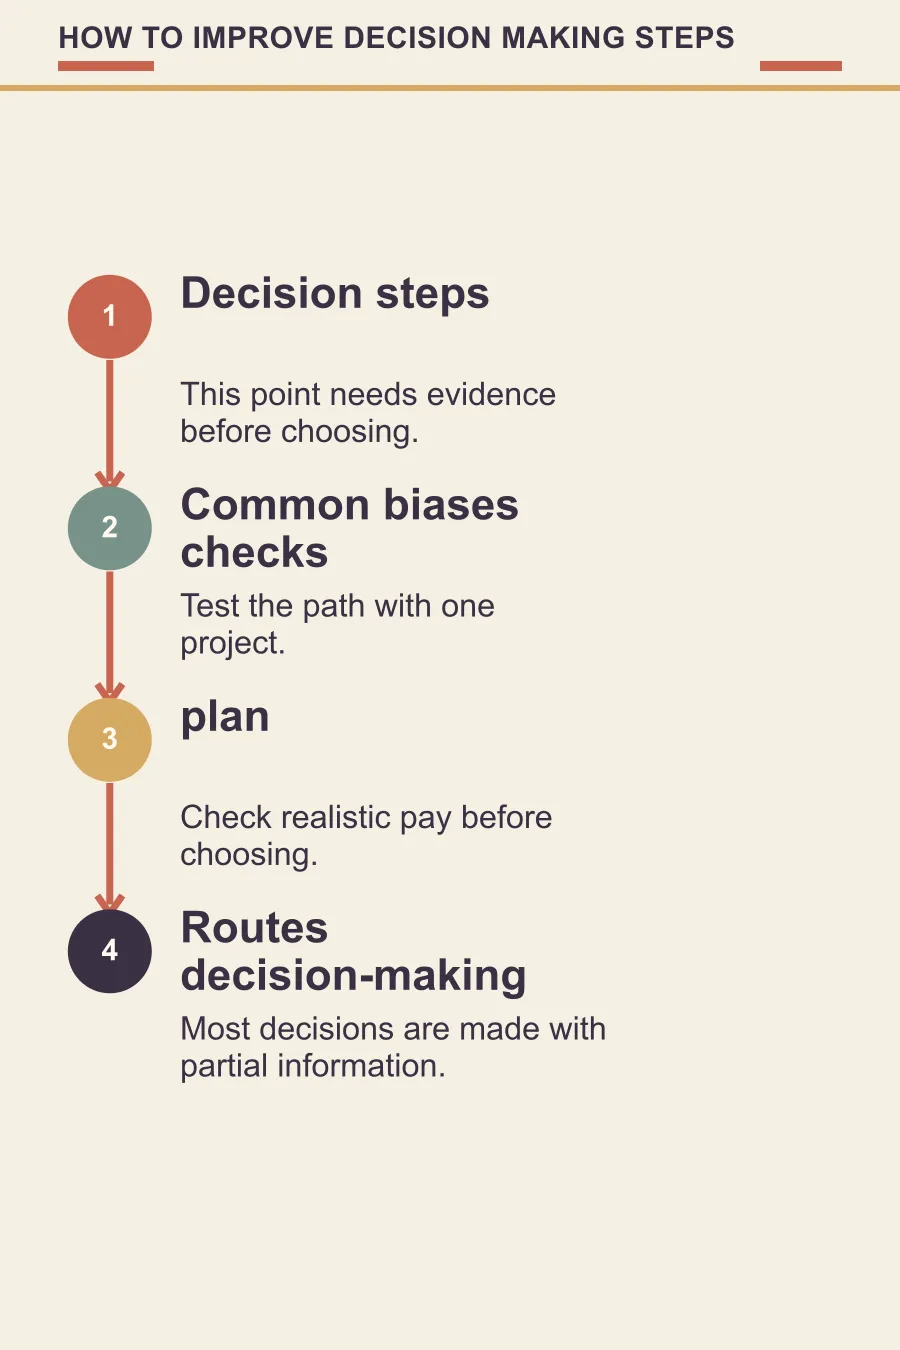 HOW TO IMPROVE DECISION MAKING STEPS
1
Decision steps
This point needs evidence
before choosing.
2
Common biases
checks
Test the path with one
project.
3
plan
Check realistic pay before
choosing.
4
Routes
decision-making
Most decisions are made with
partial information.